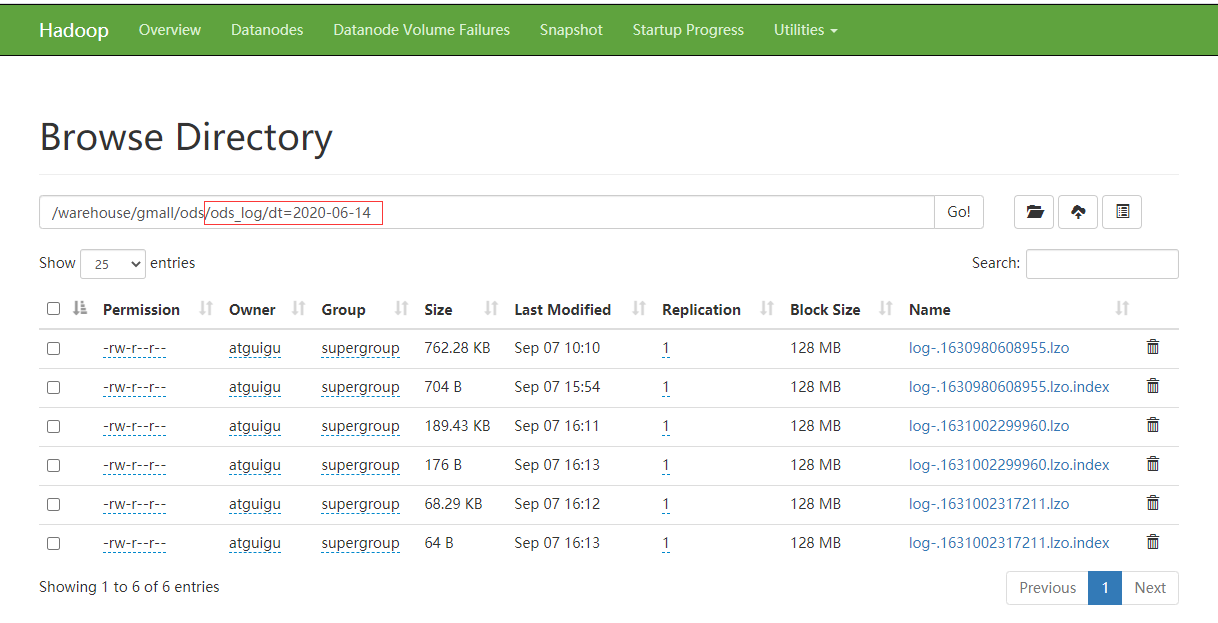 Hadoop Overview Datanodes Datanode Volume Failures Snapshot Startup Progress Utilities
Browse Directory
/warehouse/gmall/ods/ods_log/dt=2020-06-14 Go!
Show 25 entries Search:
Permission Owner Group Size Last Modified Replication Block Size Name
-rw-r--r-- atguigu supergroup 762.28 KB Sep 07 10:10 1 128 MB log-.1630980608955.lzo
-rw-r--r-- atguigu supergroup 704 B Sep 07 15:54 1 128 MB log-.1630980608955.lzo.index
-rw-r--r-- atguigu supergroup 189.43 KB Sep 07 16:11 1 128 MB log-.1631002299960.lzo
-rw-r--r-- atguigu supergroup 176 B Sep 07 16:13 1 128 MB log-.1631002299960.lzo.index
-rw-r--r-- atguigu supergroup 68.29 KB Sep 07 16:12 1 128 MB log-.1631002317211.lzo
-rw-r--r-- atguigu supergroup 64 B Sep 07 16:13 1 128 MB log-.1631002317211.lzo.index
Showing 1 to 6 of 6 entries Previous 1 Next